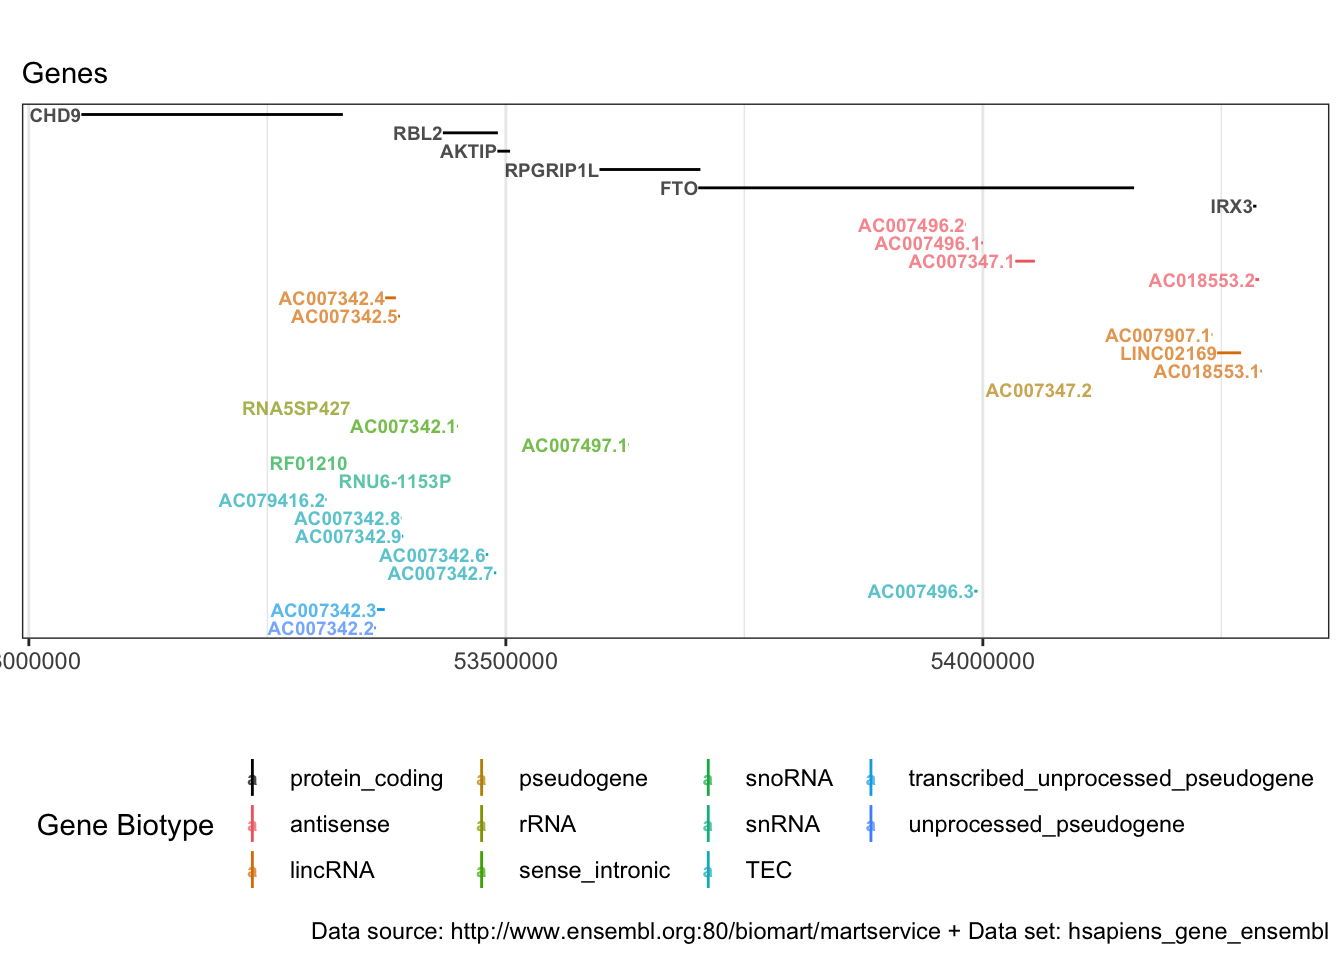 Genes
CHD9
RBL2
AKTIP
RPGRIP1L
FTO
IRX3
AC007496.2
AC007496.1
AC007347.1
AC018553.2
AC007342.4
AC007342.5
AC007907.1
LINC02169
AC018553.1
AC007347.2
RNA5SP427
AC007342.1
AC007497.1
RF01210
RNU6-1153P
AC079416.2
AC007342.8
AC007342.9
AC007342.6
AC007342.7
AC007496.3
AC007342.3
AC007342.2
000000 53500000 54000000
a protein_coding a pseudogene a snoRNA a transcribed_unprocessed_pseudogene
Gene Biotype a antisense a rRNA a snRNA a unprocessed_pseudogene
a lincRNA a sense_intronic a TEC
Data source: http://www.ensembl.org:80/biomart/martservice + Data set: hsapiens_gene_ensembl